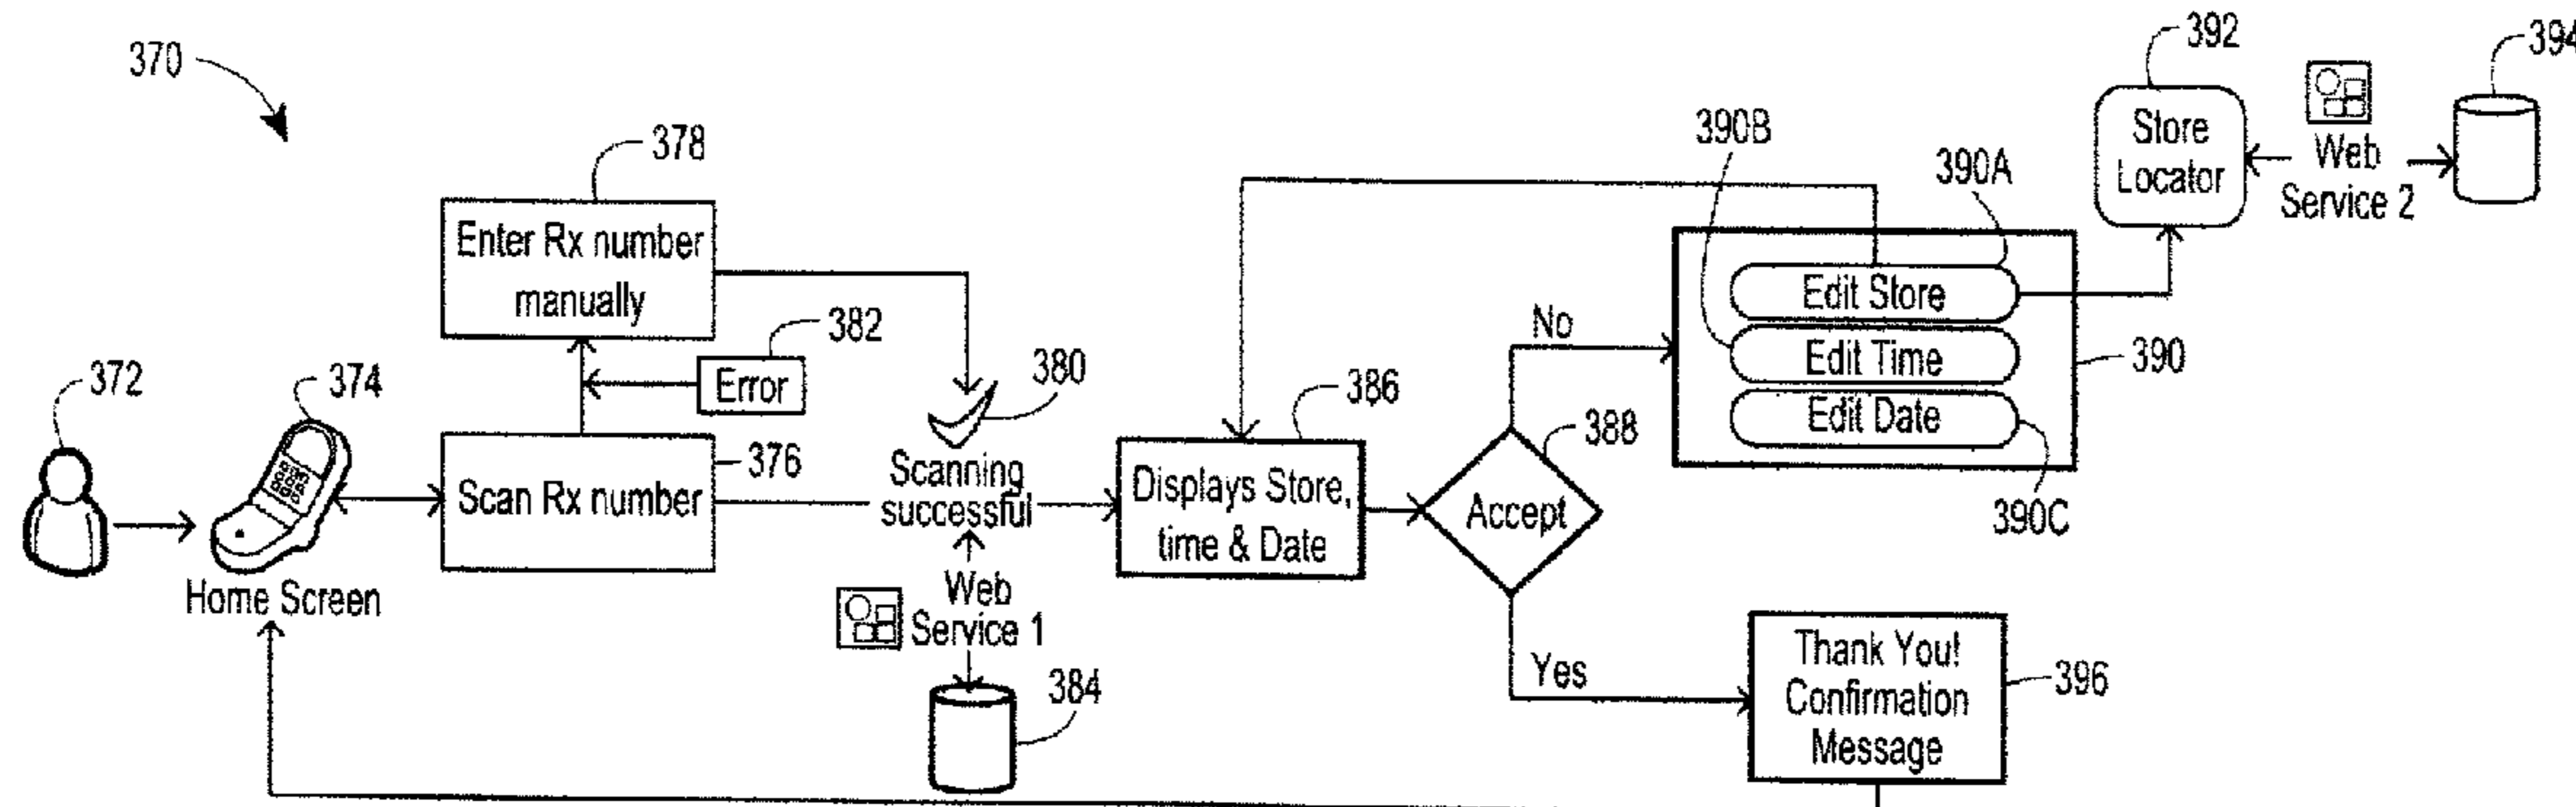 370
378
Enter Rx number
manually
382
Error
372
374
Home Screen
376
Scan Rx number
380
Scanning
successful
Web
Service 1
384
386
Displays Store,
time & Date
388
Accept
No
Yes
390B
390A
Edit Store
Edit Time
Edit Date
390
390C
392
Store
Locator
Web
Service 2
394
Thank You!
Confirmation
Message
396